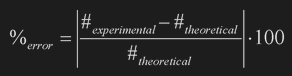 %error = |(#experimental − #theoretical) / #theoretical| · 100